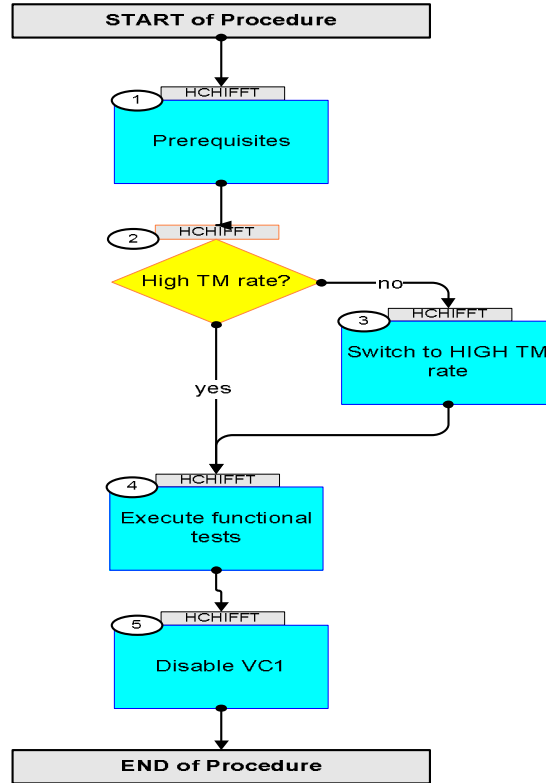 START of Procedure
HCHIFFT
1
Prerequisites
HCHIFFT
2
High TM rate?
no
HCHIFFT
3
Switch to HIGH TM
rate
yes
HCHIFFT
4
Execute functional
tests
HCHIFFT
5
Disable VC1
END of Procedure